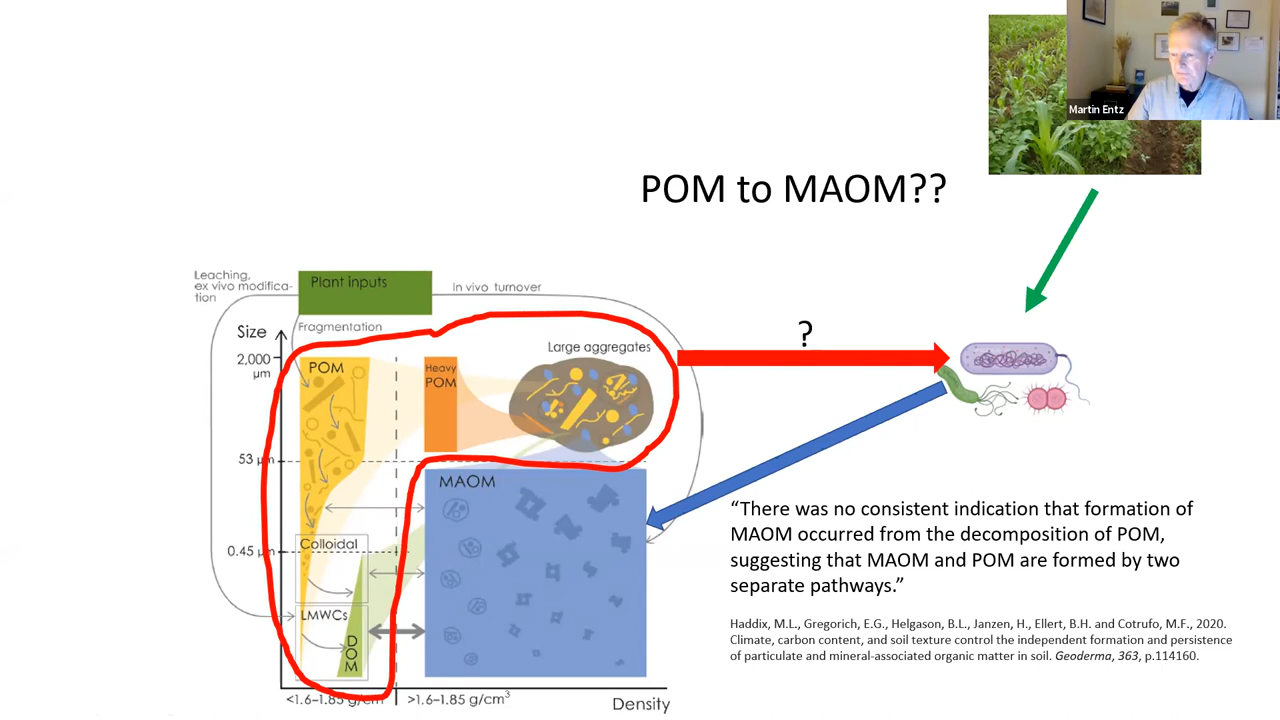 Martin Entz
POM to MAOM??
Leaching,
ex vivo modifica-
tion
Plant inputs
In vivo turnover
Fragmentation
Size
2,000
µm
POM
Heavy
POM
Large aggregates
?
53 µm
MAOM
Colloidal
0.45 µm
LMWCs
DOM
<1.6–1.85 g/cm³
>1.6–1.85 g/cm³
Density
“There was no consistent indication that formation of
MAOM occurred from the decomposition of POM,
suggesting that MAOM and POM are formed by two
separate pathways.”
Haddix, M.L., Gregorich, E.G., Helgason, B.L., Janzen, H., Ellert, B.H. and Cotrufo, M.F., 2020.
Climate, carbon content, and soil texture control the independent formation and persistence
of particulate and mineral-associated organic matter in soil. Geoderma, 363, p.114160.